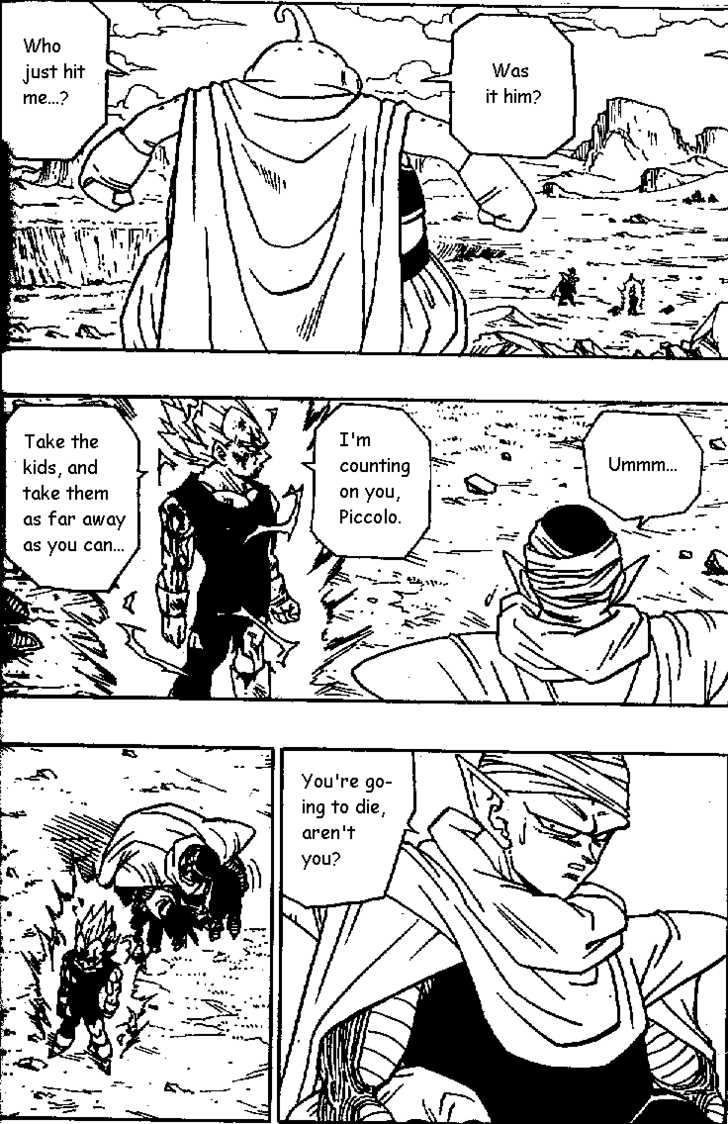 Who
just hit
me...?
Was
it him?
Take the
kids, and
take them
as far away
as you can...
I'm
counting
on you,
Piccolo.
Ummm...
You're go-
ing to die,
aren't
you?